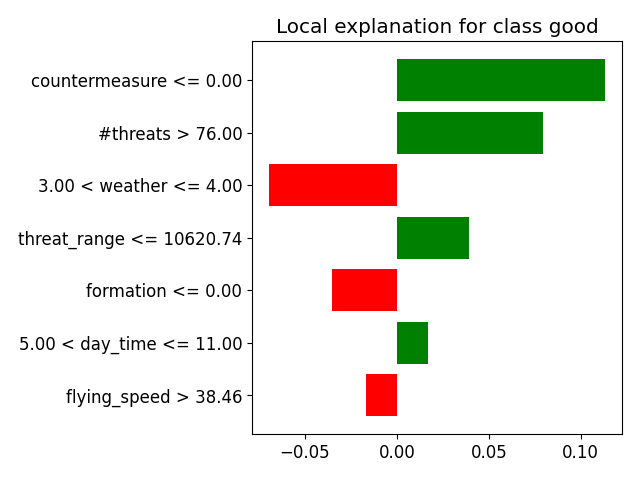 Local explanation for class good
countermeasure <= 0.00
#threats > 76.00
3.00 < weather <= 4.00
threat_range <= 10620.74
formation <= 0.00
5.00 < day_time <= 11.00
flying_speed > 38.46
−0.05 0.00 0.05 0.10